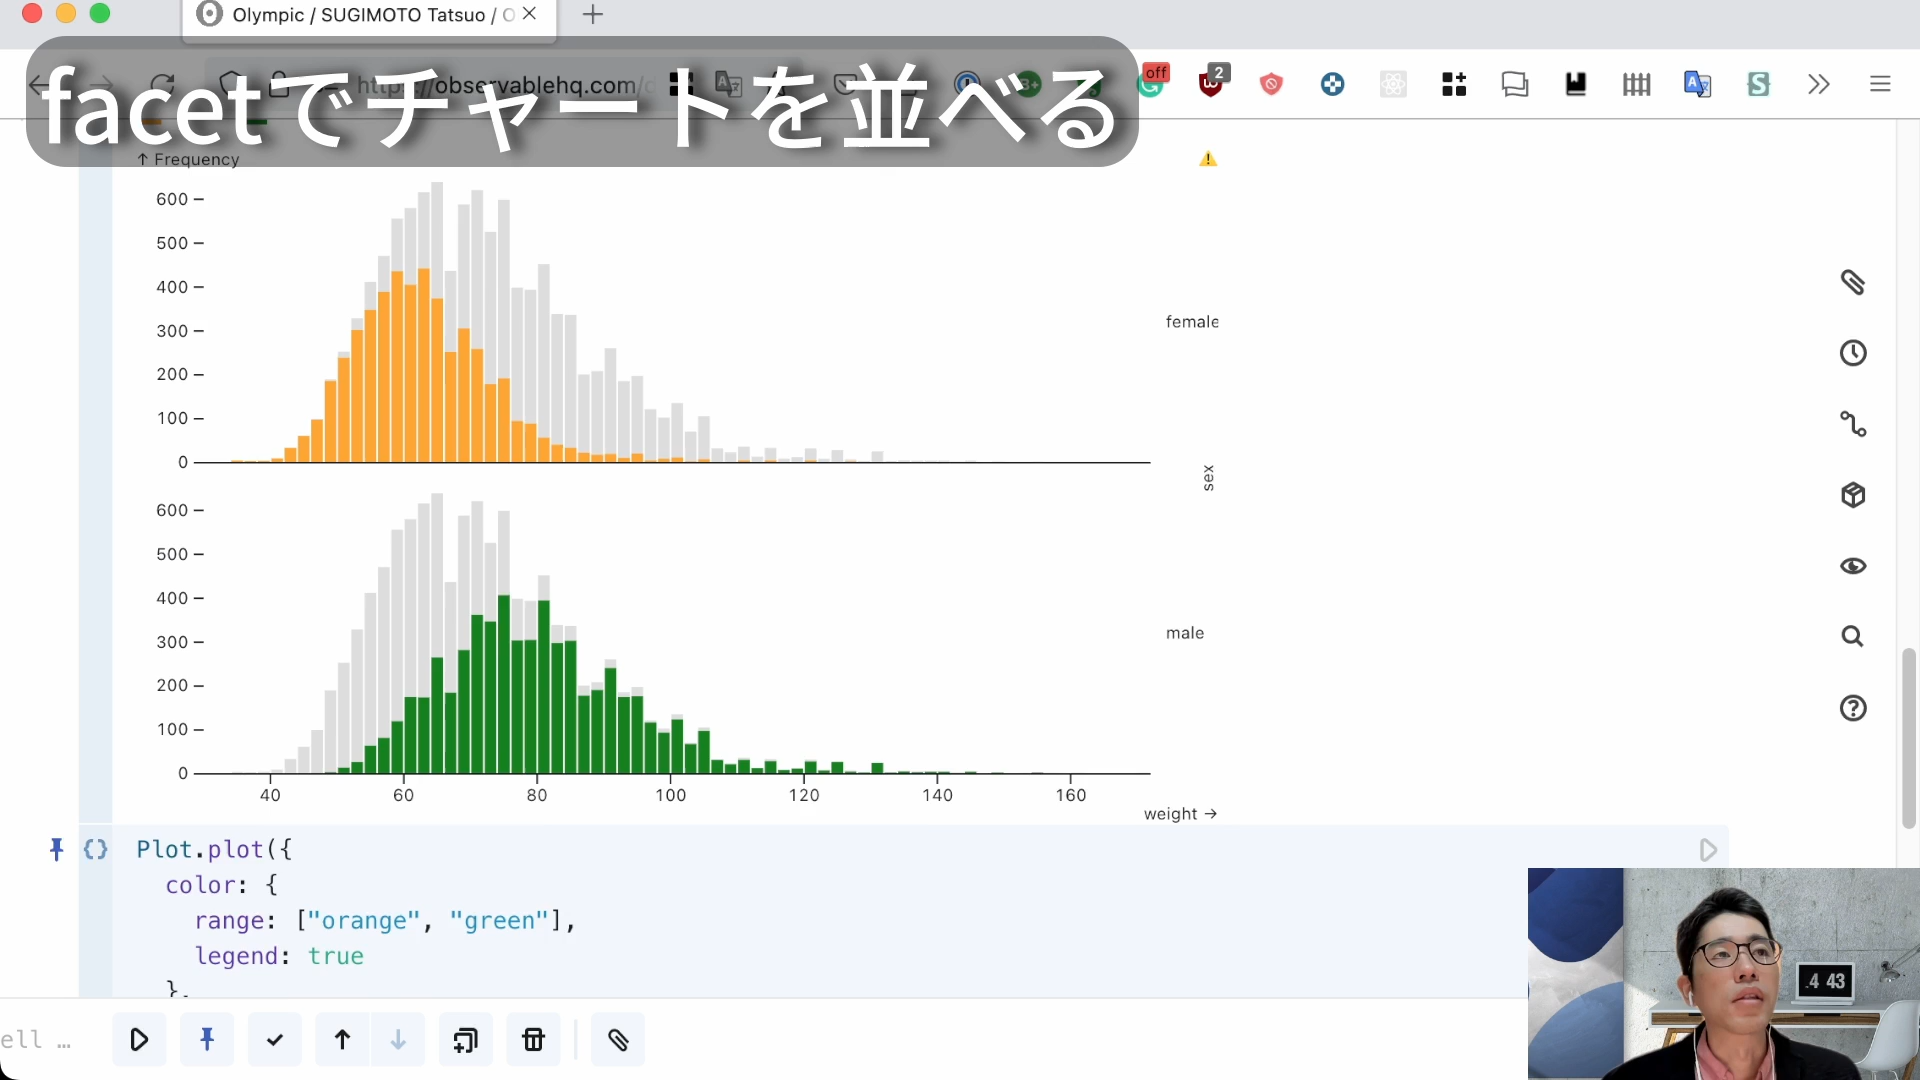 Olympic / SUGIMOTO Tatsuo / O
https://observablehq.com/d
off
2
facetでチャートを並べる
↑ Frequency
600
500
400
300
200
100
0
female
sex
600
500
400
300
200
100
0
male
40 60 80 100 120 140 160
weight →
Plot.plot({
color: {
range: ["orange", "green"],
legend: true
},
ell …
43